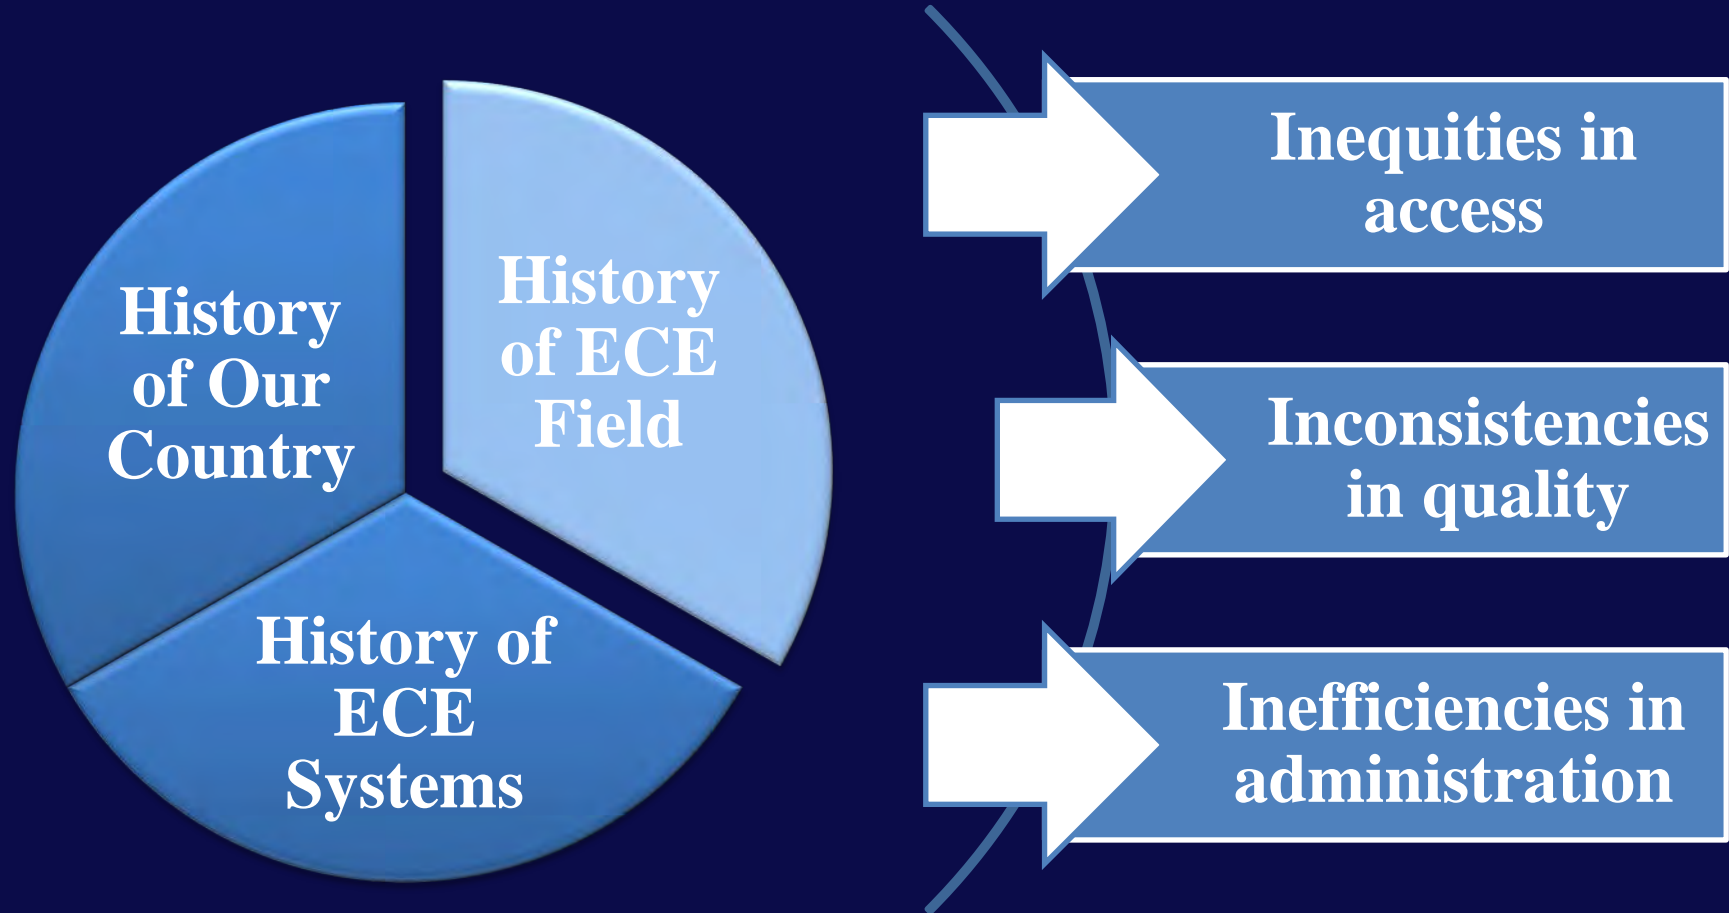 History
of Our
Country
History
of ECE
Field
History of
ECE
Systems
Inequities in
access
Inconsistencies
in quality
Inefficiencies in
administration